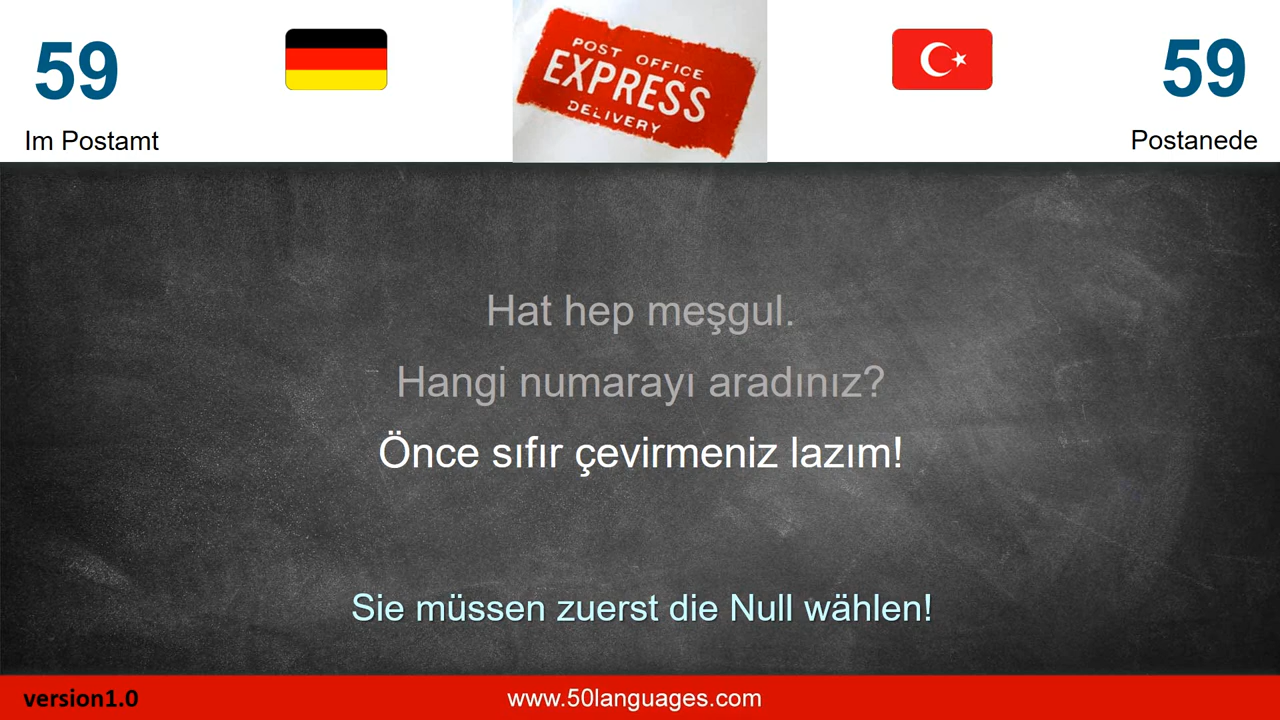 59
59
Im Postamt
Postanede
POST OFFICE
EXPRESS
DELIVERY
Hat hep meşgul.
Hangi numarayı aradınız?
Önce sıfır çevirmeniz lazım!
Sie müssen zuerst die Null wählen!
version1.0
www.50languages.com